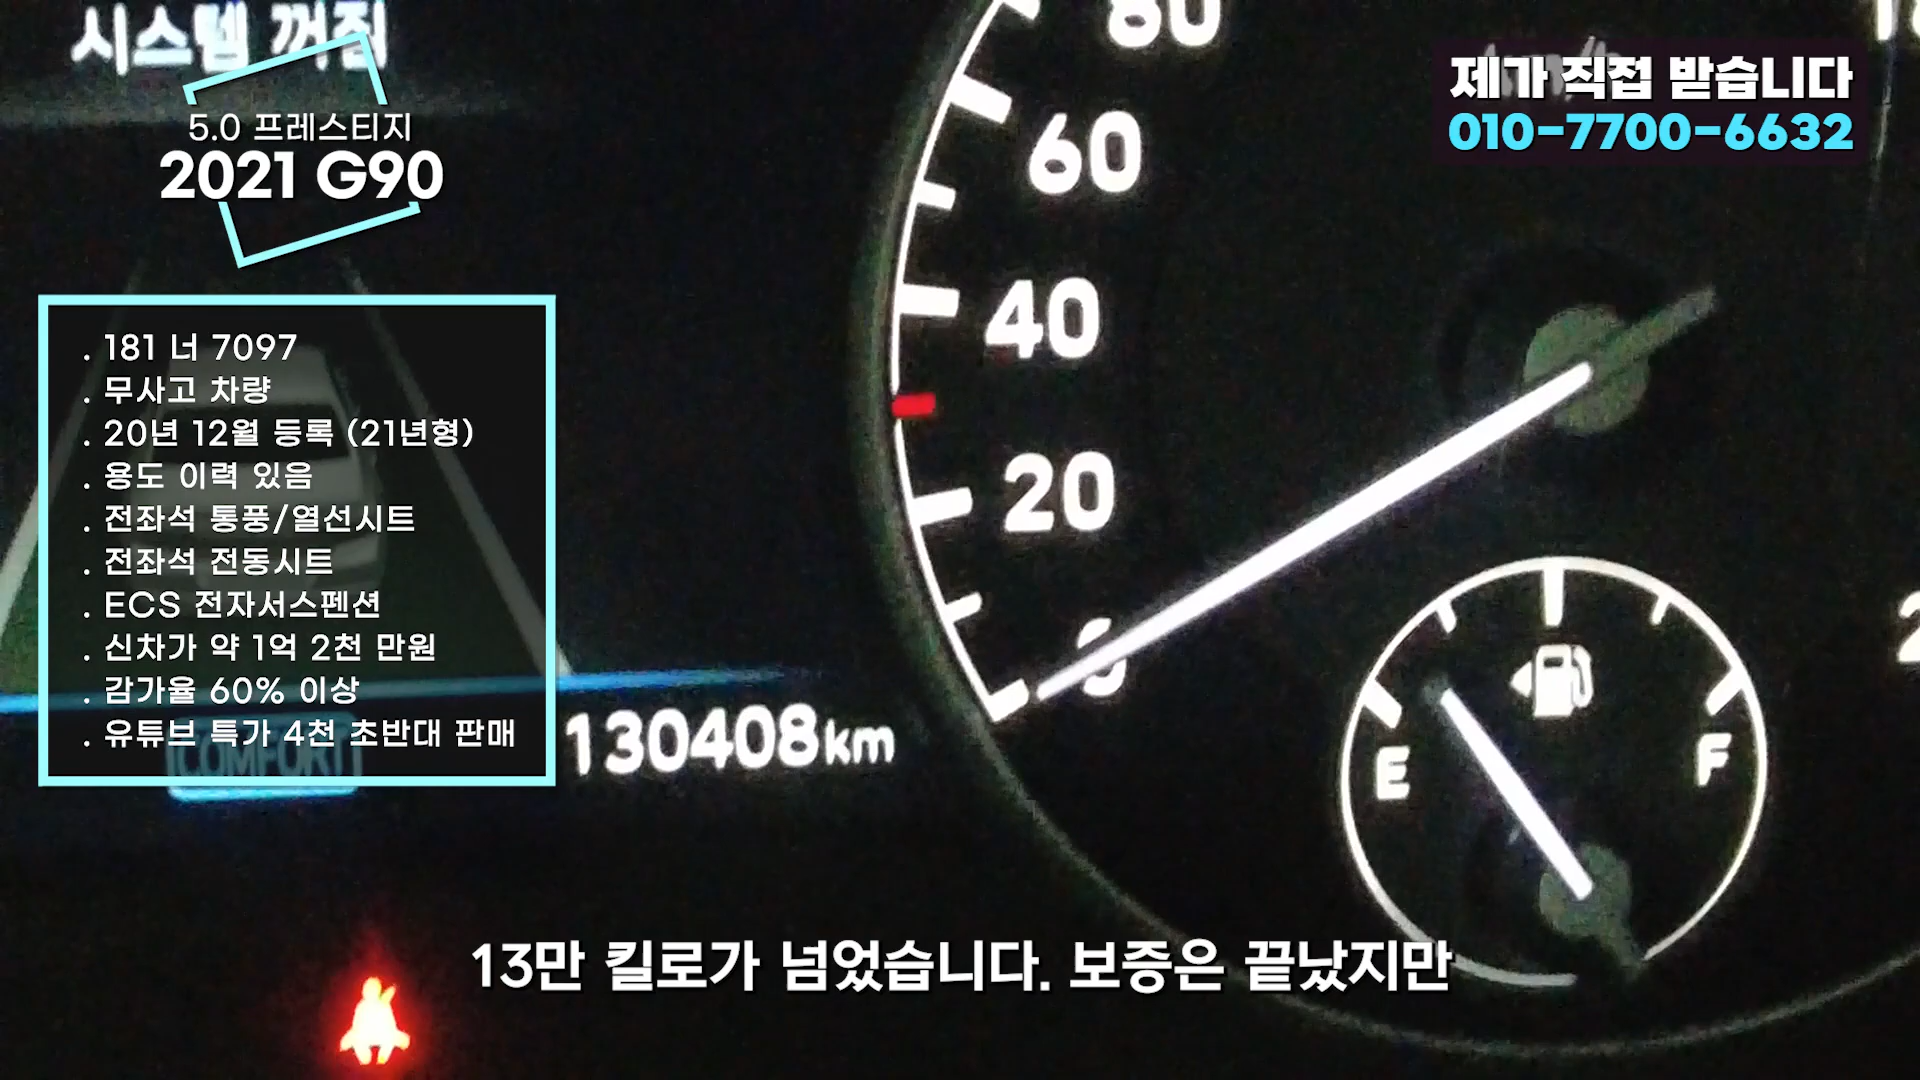 시스템 꺼짐
5.0 프레스티지
2021 G90
제가 직접 받습니다
010-7700-6632
. 181 너 7097
. 무사고 차량
. 20년 12월 등록 (21년형)
. 용도 이력 있음
. 전좌석 통풍/열선시트
. 전좌석 전동시트
. ECS 전자서스펜션
. 신차가 약 1억 2천 만원
. 감가율 60% 이상
. 유튜브 특가 4천 초반대 판매
COMFORT
130408km
80
60
40
20
0
E
F
13만 킬로가 넘었습니다. 보증은 끝났지만